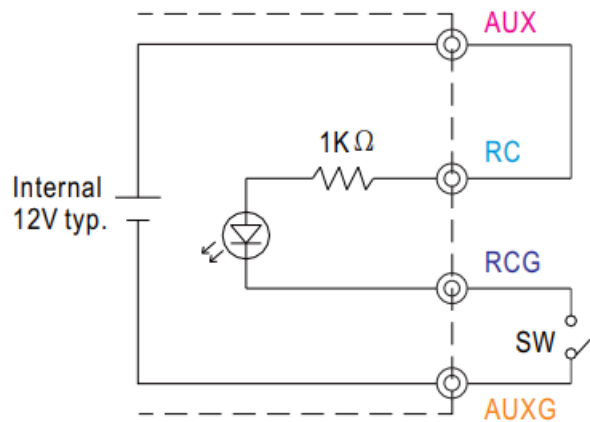 AUX
1KΩ
RC
Internal
12V typ.
RCG
SW
AUXG